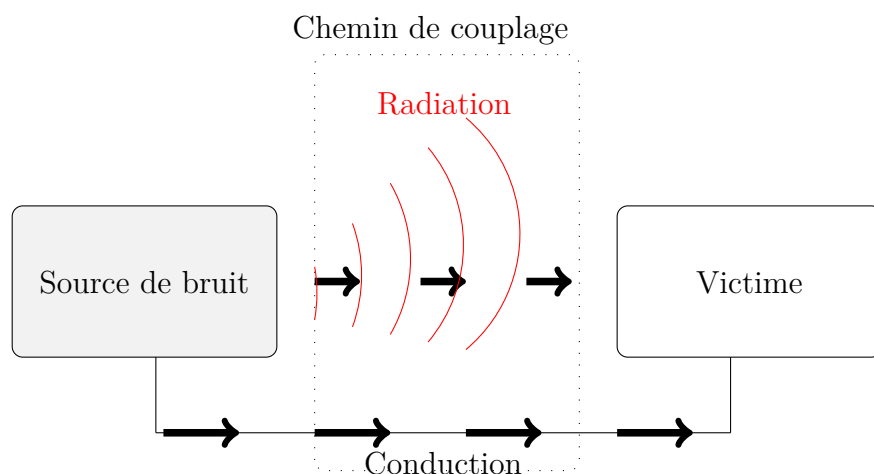 Chemin de couplage
Radiation
Source de bruit
Victime
Conduction